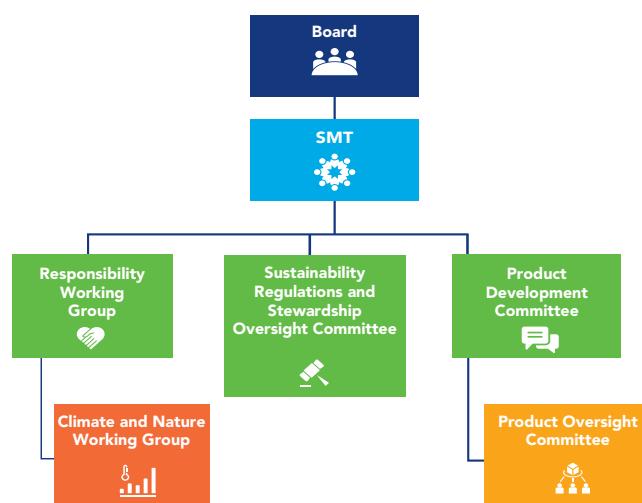 Board
SMT
Responsibility
Working
Group
Sustainability
Regulations and
Stewardship
Oversight Committee
Product
Development
Committee
Climate and Nature
Working Group
Product Oversight
Committee